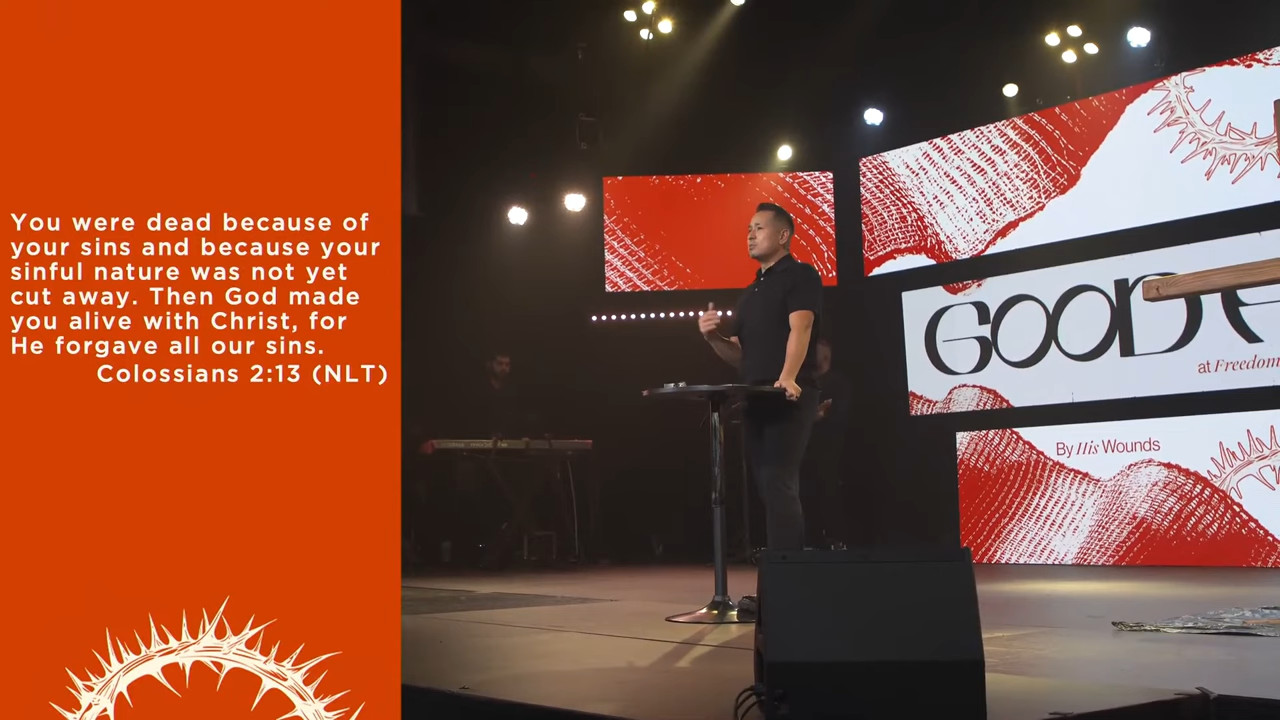 You were dead because of
your sins and because your
sinful nature was not yet
cut away. Then God made
you alive with Christ, for
He forgave all our sins.
Colossians 2:13 (NLT)
GOOD
at Freedom
By His Wounds